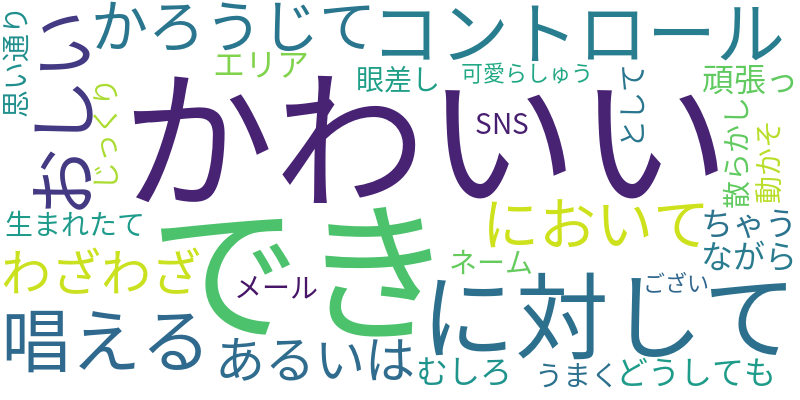 思い通り
おしい
かろうじて
コントロール
エリア
眼差し
可愛らしゅう
として
頑張っ
じっくり
かわいい
SNS
散らかし
動かそ
生まれたて
でき
において
ちゃう
わざわざ
メール
ネーム
ながら
唱える
あるいは
に対して
ござい
むしろ
うまく
どうしても